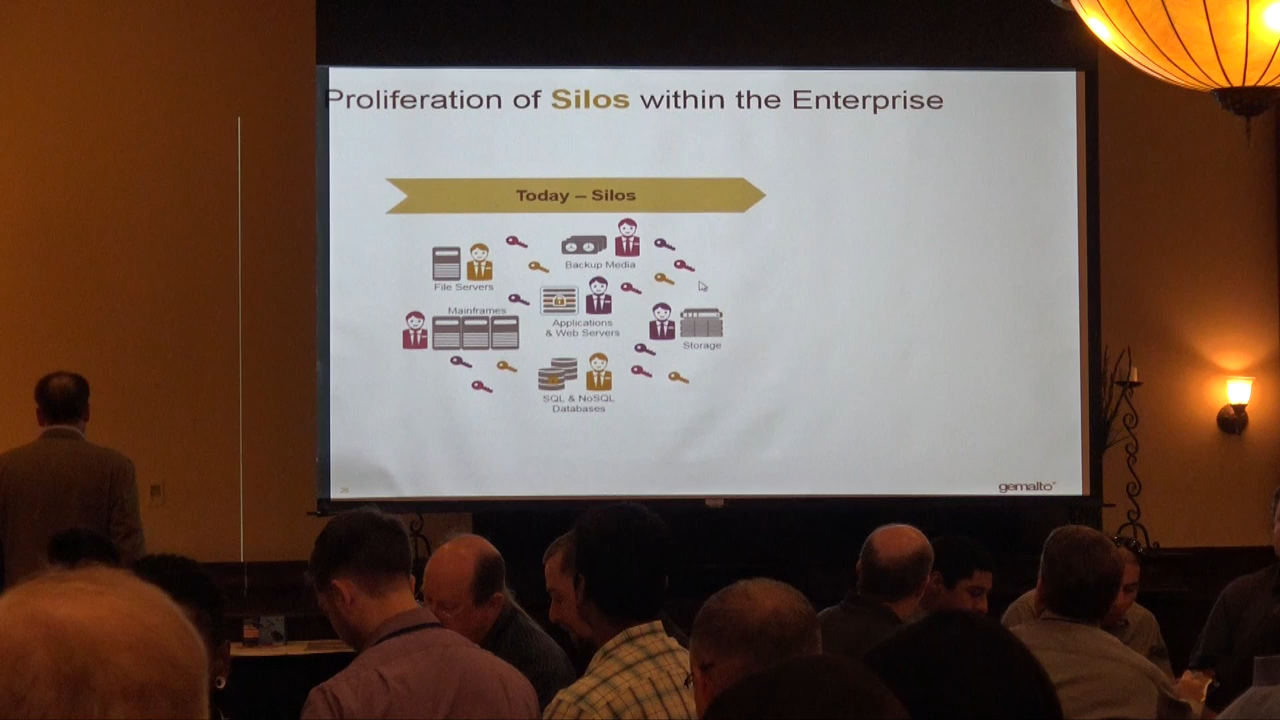 Proliferation of Silos within the Enterprise
Today – Silos
Backup Media
File Servers
Mainframes
Applications
& Web Servers
Storage
SQL & NoSQL
Databases
gemalto